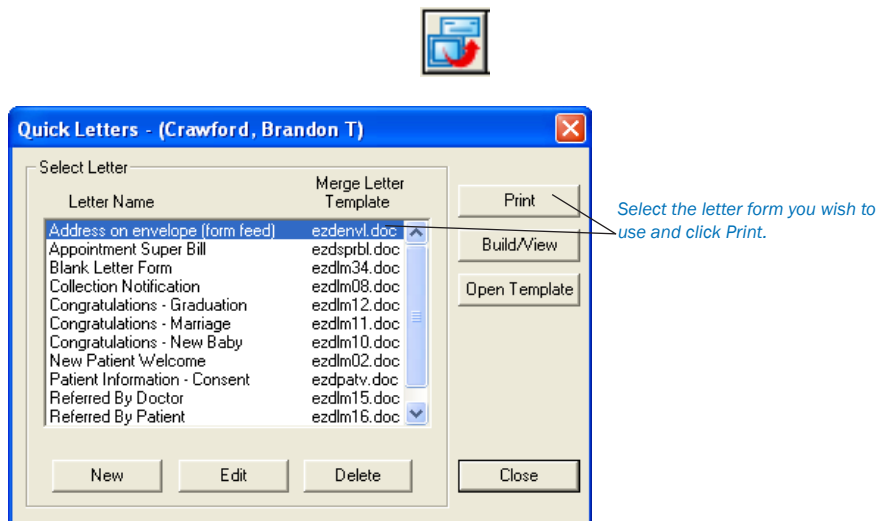 Quick Letters - (Crawford, Brandon T)
Select Letter
Letter Name
Merge Letter
Template
Address on envelope (form feed) ezdenvl.doc
Appointment Super Bill ezdsprbl.doc
Blank Letter Form ezdlm34.doc
Collection Notification ezdlm08.doc
Congratulations - Graduation ezdlm12.doc
Congratulations - Marriage ezdlm11.doc
Congratulations - New Baby ezdlm10.doc
New Patient Welcome ezdlm02.doc
Patient Information - Consent ezdpatv.doc
Referred By Doctor ezdlm15.doc
Referred By Patient ezdlm16.doc
New Edit Delete
Print
Build/View
Open Template
Close
Select the letter form you wish to
use and click Print.